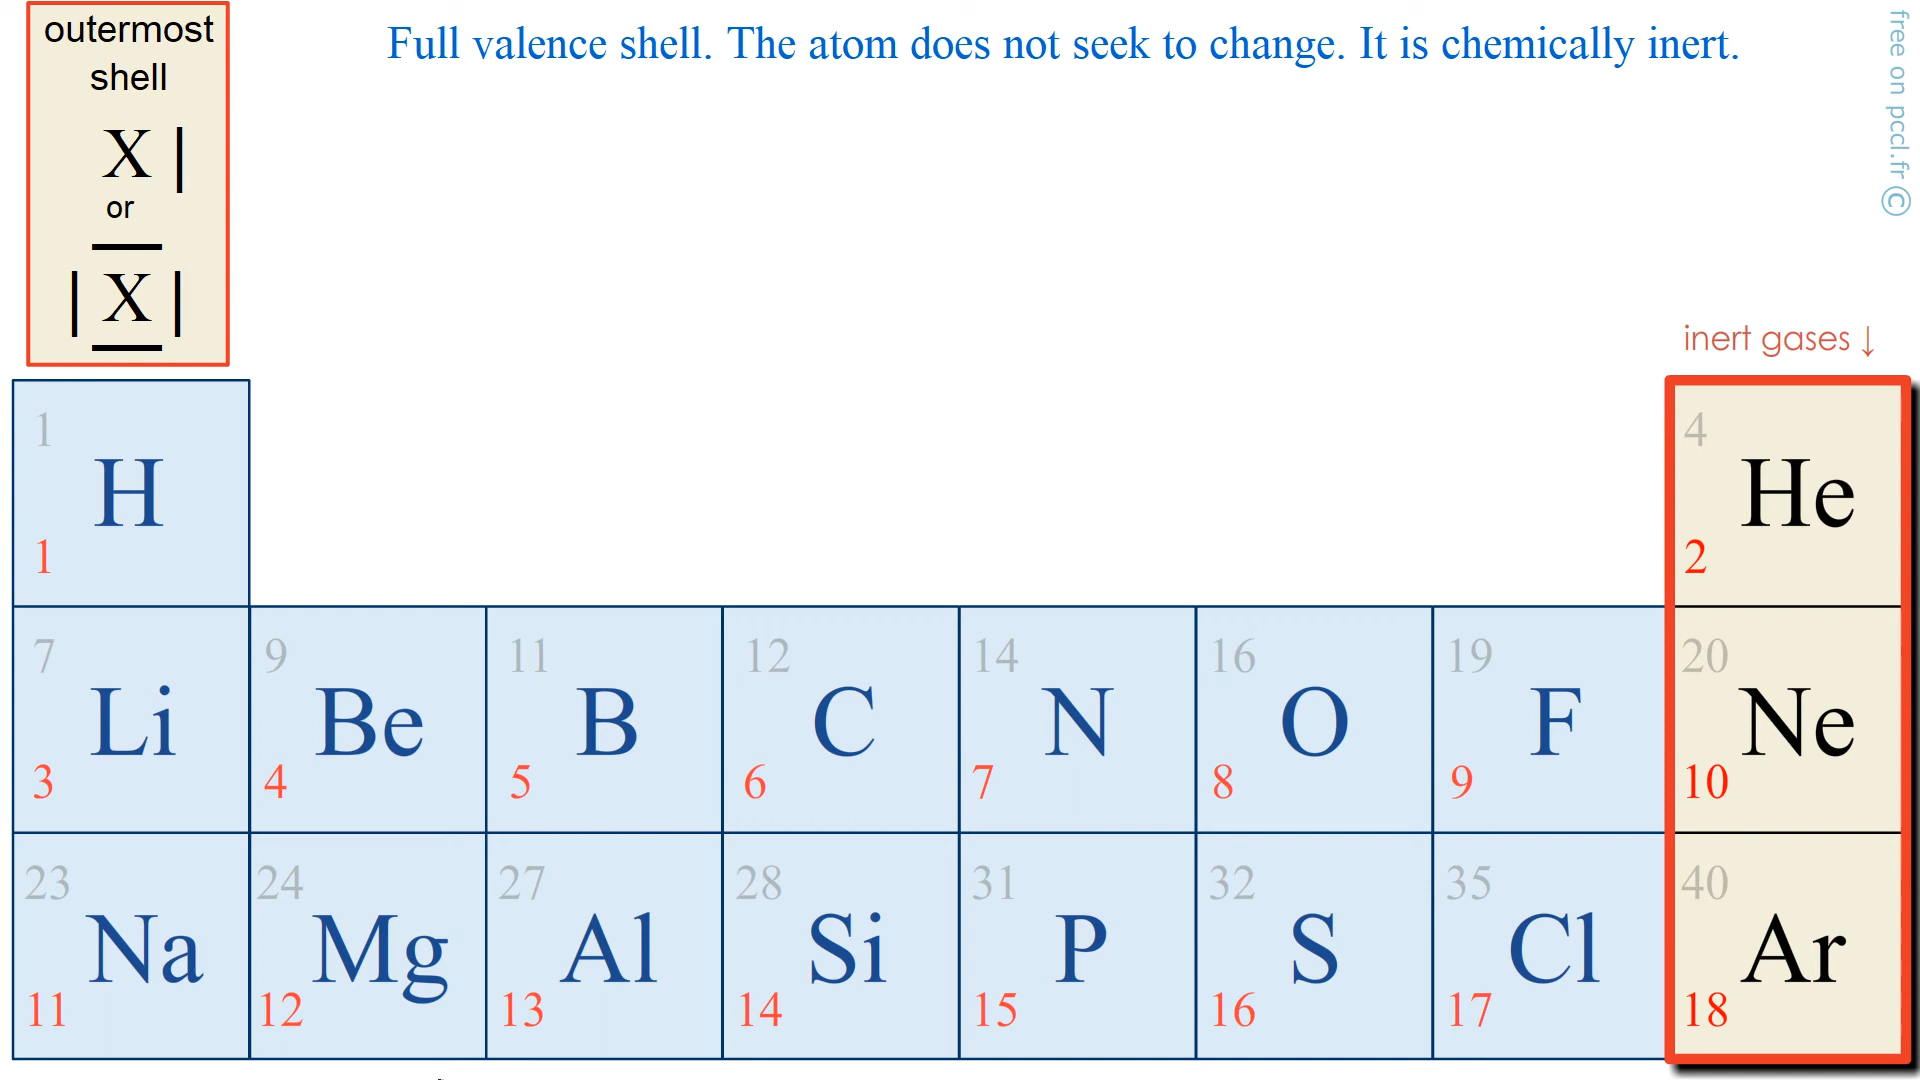 outermost
shell
X |
or
| X |
Full valence shell. The atom does not seek to change. It is chemically inert.
free on pccl.fr ©
inert gases ↓
1 H 1
4 He 2
7 Li 3
9 Be 4
11 B 5
12 C 6
14 N 7
16 O 8
19 F 9
20 Ne 10
23 Na 11
24 Mg 12
27 Al 13
28 Si 14
31 P 15
32 S 16
35 Cl 17
40 Ar 18